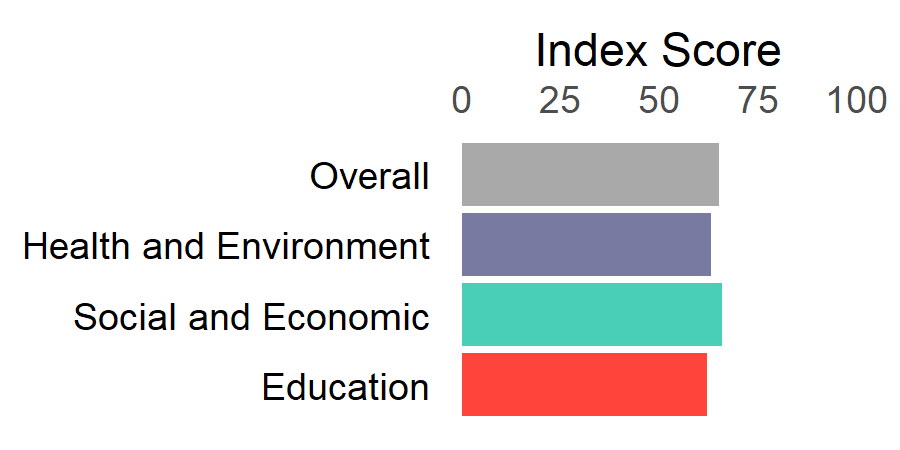 Index Score
0 25 50 75 100
Overall
Health and Environment
Social and Economic
Education